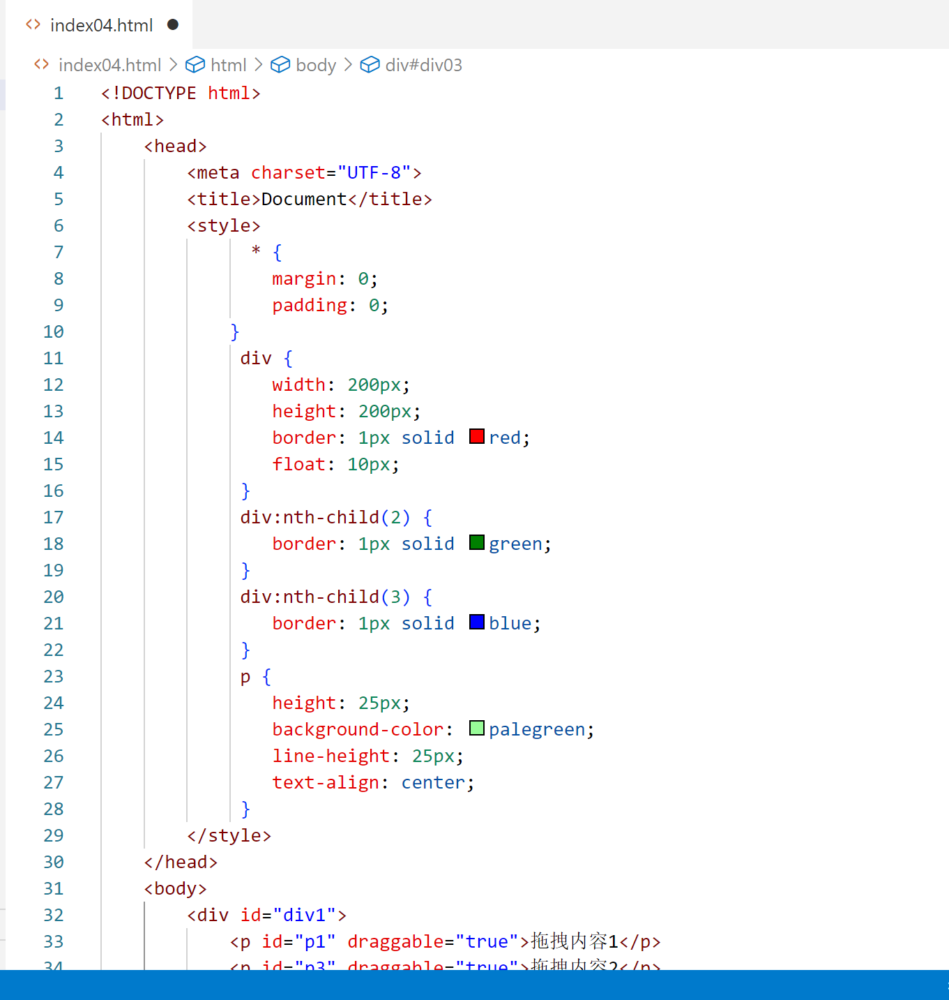 index04.html
index04.html > html > body > div#div03
1 <!DOCTYPE html>
2 <html>
3 <head>
4 <meta charset="UTF-8">
5 <title>Document</title>
6 <style>
7 * {
8 margin: 0;
9 padding: 0;
10 }
11 div {
12 width: 200px;
13 height: 200px;
14 border: 1px solid red;
15 float: 10px;
16 }
17 div:nth-child(2) {
18 border: 1px solid green;
19 }
20 div:nth-child(3) {
21 border: 1px solid blue;
22 }
23 p {
24 height: 25px;
25 background-color: palegreen;
26 line-height: 25px;
27 text-align: center;
28 }
29 </style>
30 </head>
31 <body>
32 <div id="div1">
33 <p id="p1" draggable="true">拖拽内容1</p>
34 <p id="p3" draggable="true">拖拽内容2</p>